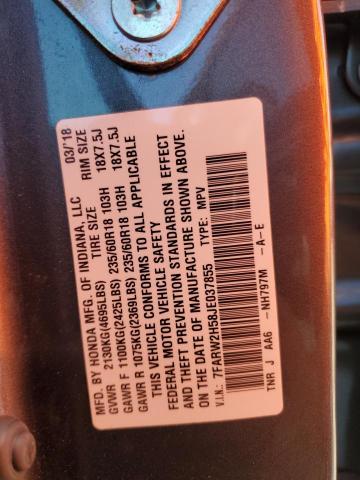 MFD. BY HONDA MFG. OF INDIANA, LLC 03/'18
TIRE SIZE RIM SIZE
GVWR 2130KG(4695LBS)
GAWR F 1100KG(2425LBS) 235/60R18 103H 18X7.5J
GAWR R 1075KG(2369LBS) 235/60R18 103H 18X7.5J
THIS VEHICLE CONFORMS TO ALL APPLICABLE
FEDERAL MOTOR VEHICLE SAFETY
AND THEFT PREVENTION STANDARDS IN EFFECT
ON THE DATE OF MANUFACTURE SHOWN ABOVE.
V.I.N.: 7FARW2H58JE037855 TYPE: MPV
TNR J AA6 -NH797M -A-E